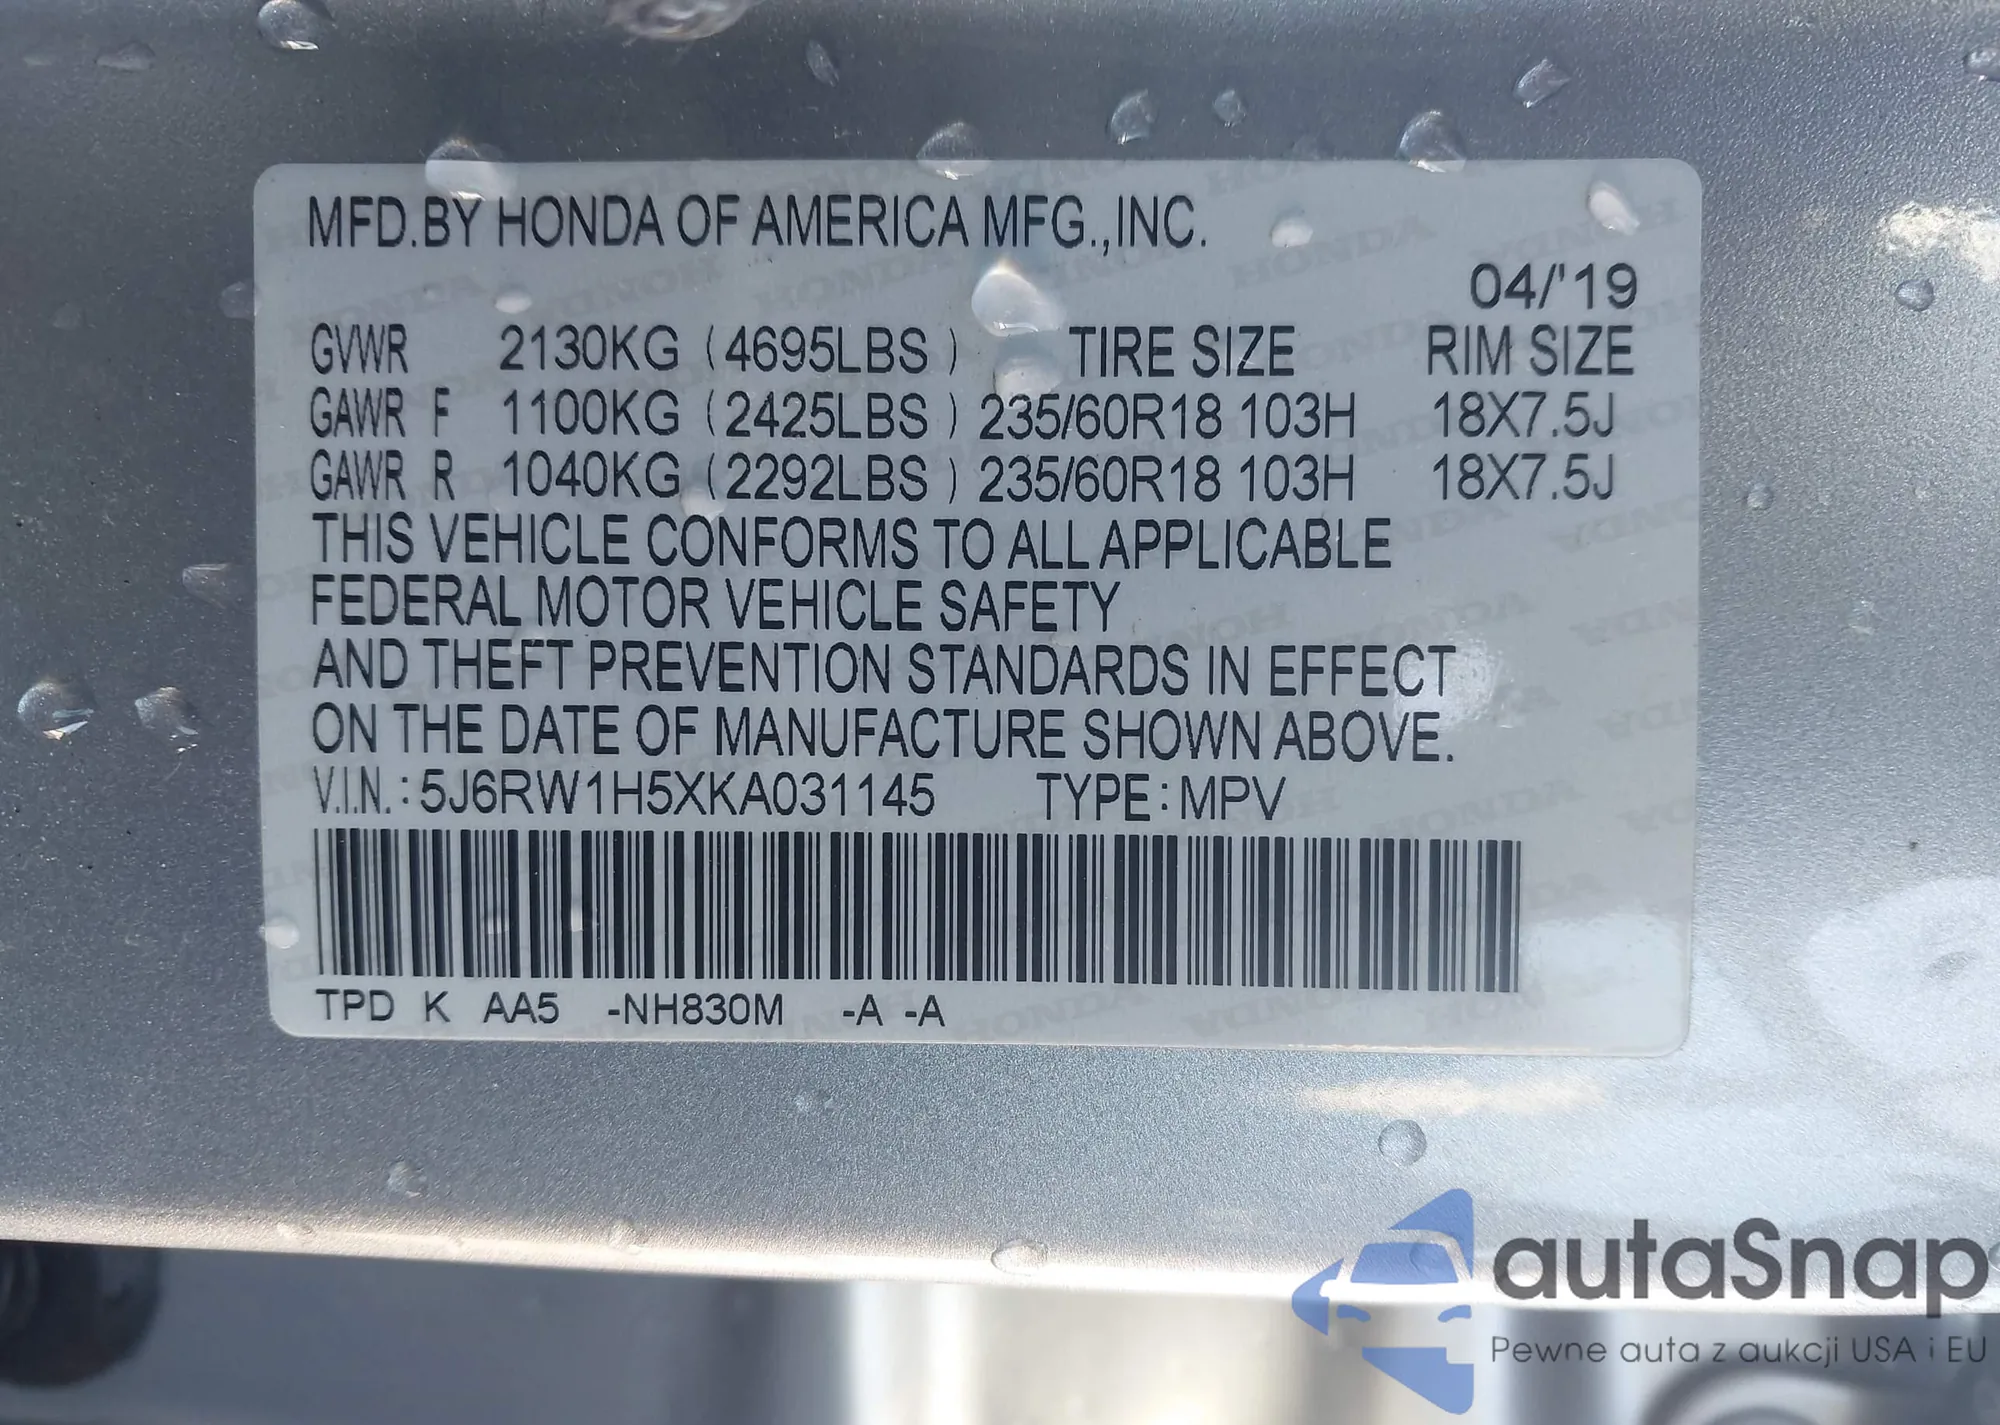 MFD.BY HONDA OF AMERICA MFG.,INC.
04/'19
GVWR 2130KG (4695LBS) TIRE SIZE RIM SIZE
GAWR F 1100KG (2425LBS) 235/60R18 103H 18X7.5J
GAWR R 1040KG (2292LBS) 235/60R18 103H 18X7.5J
THIS VEHICLE CONFORMS TO ALL APPLICABLE
FEDERAL MOTOR VEHICLE SAFETY
AND THEFT PREVENTION STANDARDS IN EFFECT
ON THE DATE OF MANUFACTURE SHOWN ABOVE.
V.I.N.: 5J6RW1H5XKA031145 TYPE: MPV
TPD K AA5 -NH830M -A -A
autaSnap
Pewne auta z aukcji USA i EU